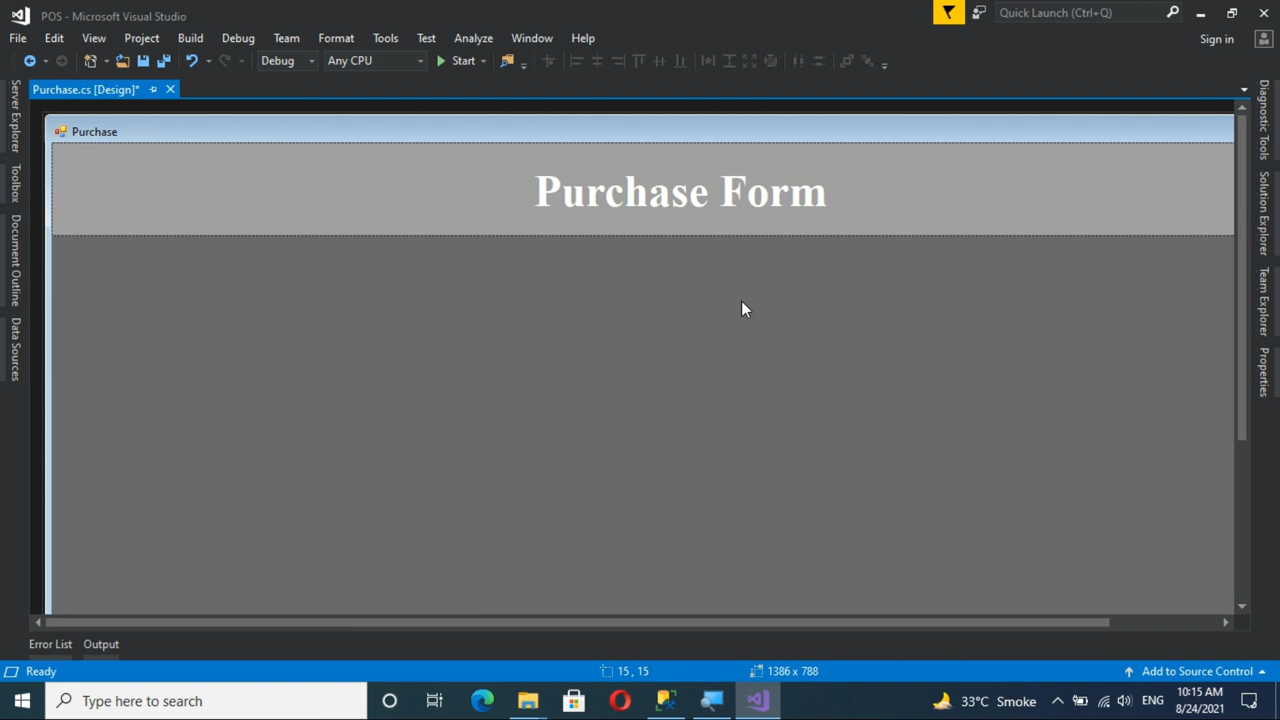 POS - Microsoft Visual Studio
Quick Launch (Ctrl+Q)
File Edit View Project Build Debug Team Format Tools Test Analyze Window Help
Sign in
Debug Any CPU Start
Purchase.cs [Design]*
Server Explorer
Toolbox
Document Outline
Data Sources
Purchase
Purchase Form
Diagnostic Tools
Solution Explorer
Team Explorer
Properties
Error List Output
Ready 15 , 15 1386 x 788 Add to Source Control
Type here to search
33°C Smoke
ENG
10:15 AM
8/24/2021